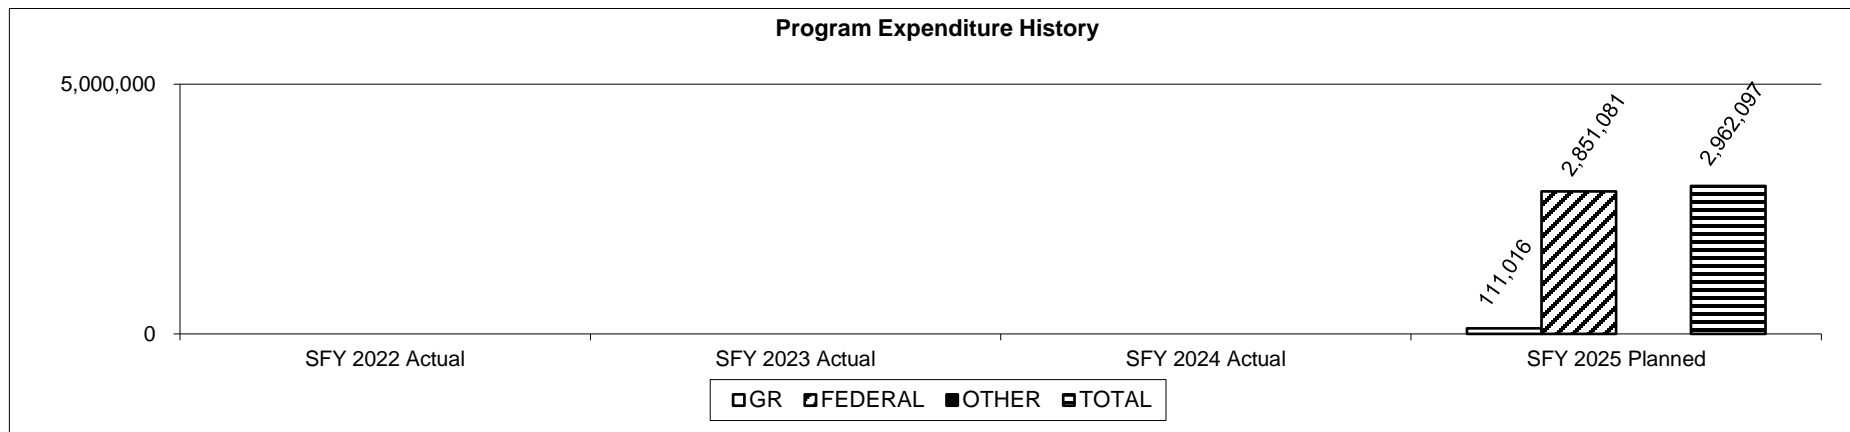 Program Expenditure History
5,000,000
0
111,016
2,851,081
2,962,097
SFY 2022 Actual
SFY 2023 Actual
SFY 2024 Actual
SFY 2025 Planned
GR FEDERAL OTHER TOTAL